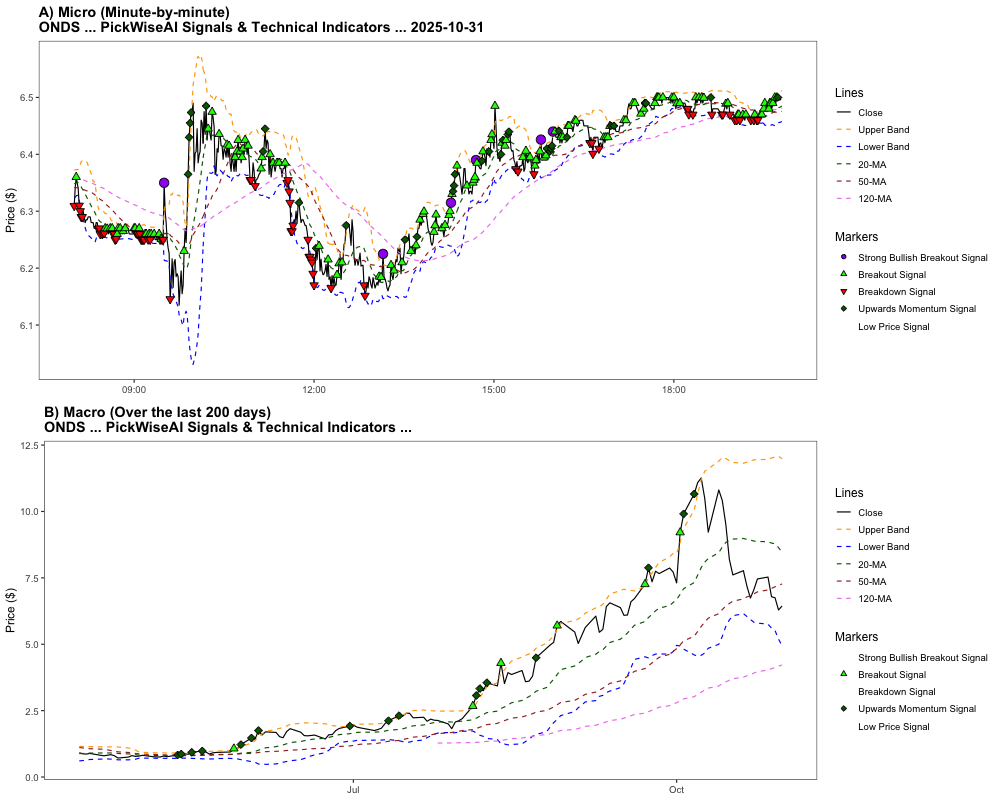 A) Micro (Minute-by-minute)
ONDS ... PickWiseAI Signals & Technical Indicators ... 2025-10-31
Price ($)
6.5
6.4
6.3
6.2
6.1
09:00
12:00
15:00
18:00
Lines
Close
Upper Band
Lower Band
20-MA
50-MA
120-MA
Markers
Strong Bullish Breakout Signal
Breakout Signal
Breakdown Signal
Upwards Momentum Signal
Low Price Signal
B) Macro (Over the last 200 days)
ONDS ... PickWiseAI Signals & Technical Indicators ...
Price ($)
12.5
10.0
7.5
5.0
2.5
0.0
Jul
Oct
Lines
Close
Upper Band
Lower Band
20-MA
50-MA
120-MA
Markers
Strong Bullish Breakout Signal
Breakout Signal
Breakdown Signal
Upwards Momentum Signal
Low Price Signal